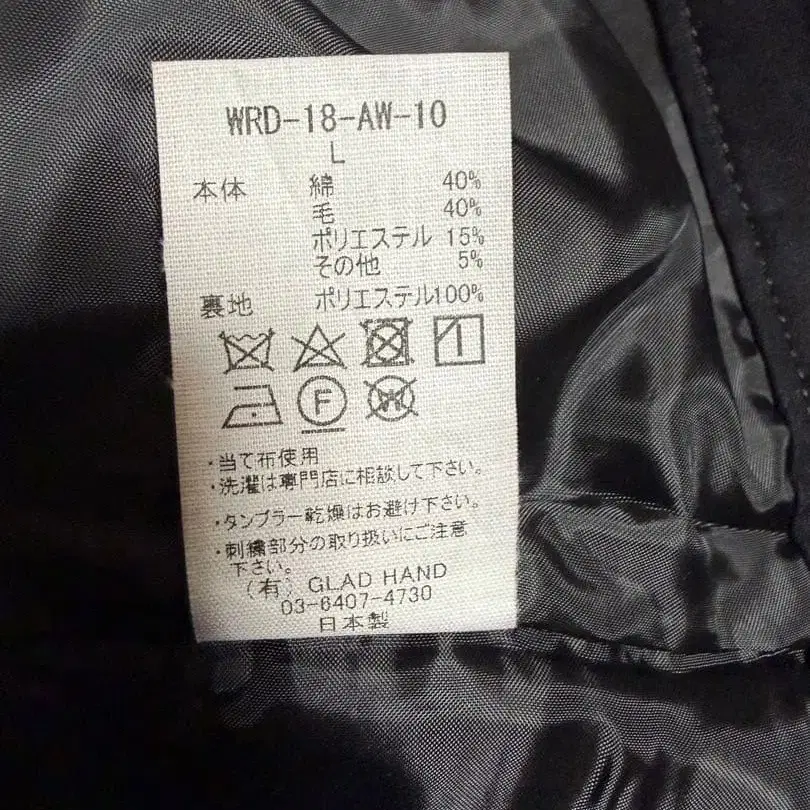 WRD-18-AW-10
L
本体 綿 40%
毛 40%
ポリエステル 15%
その他 5%
裏地 ポリエステル100%
F
W
・当て布使用
・洗濯は専門店に相談して下さい。
・タンブラー乾燥はお避け下さい。
・刺繍部分の取り扱いにご注意
下さい。
(有) GLAD HAND
03-6407-4730
日本製